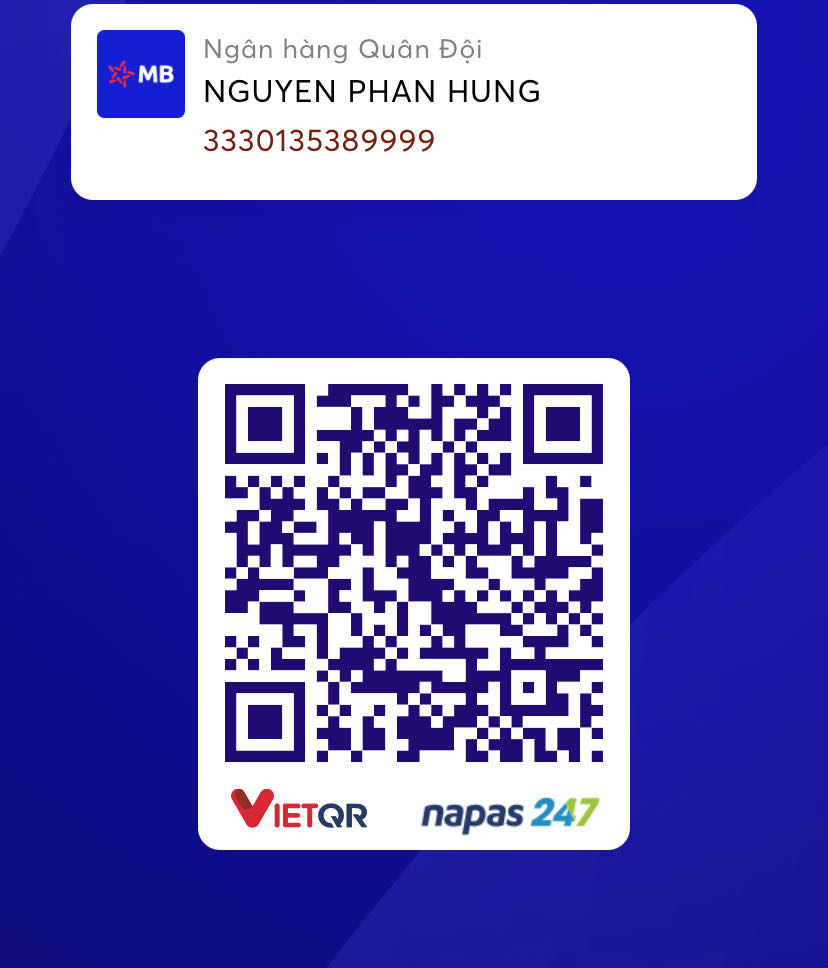 MB
Ngân hàng Quân Đội
NGUYEN PHAN HUNG
3330135389999
VIETQR
napas 247